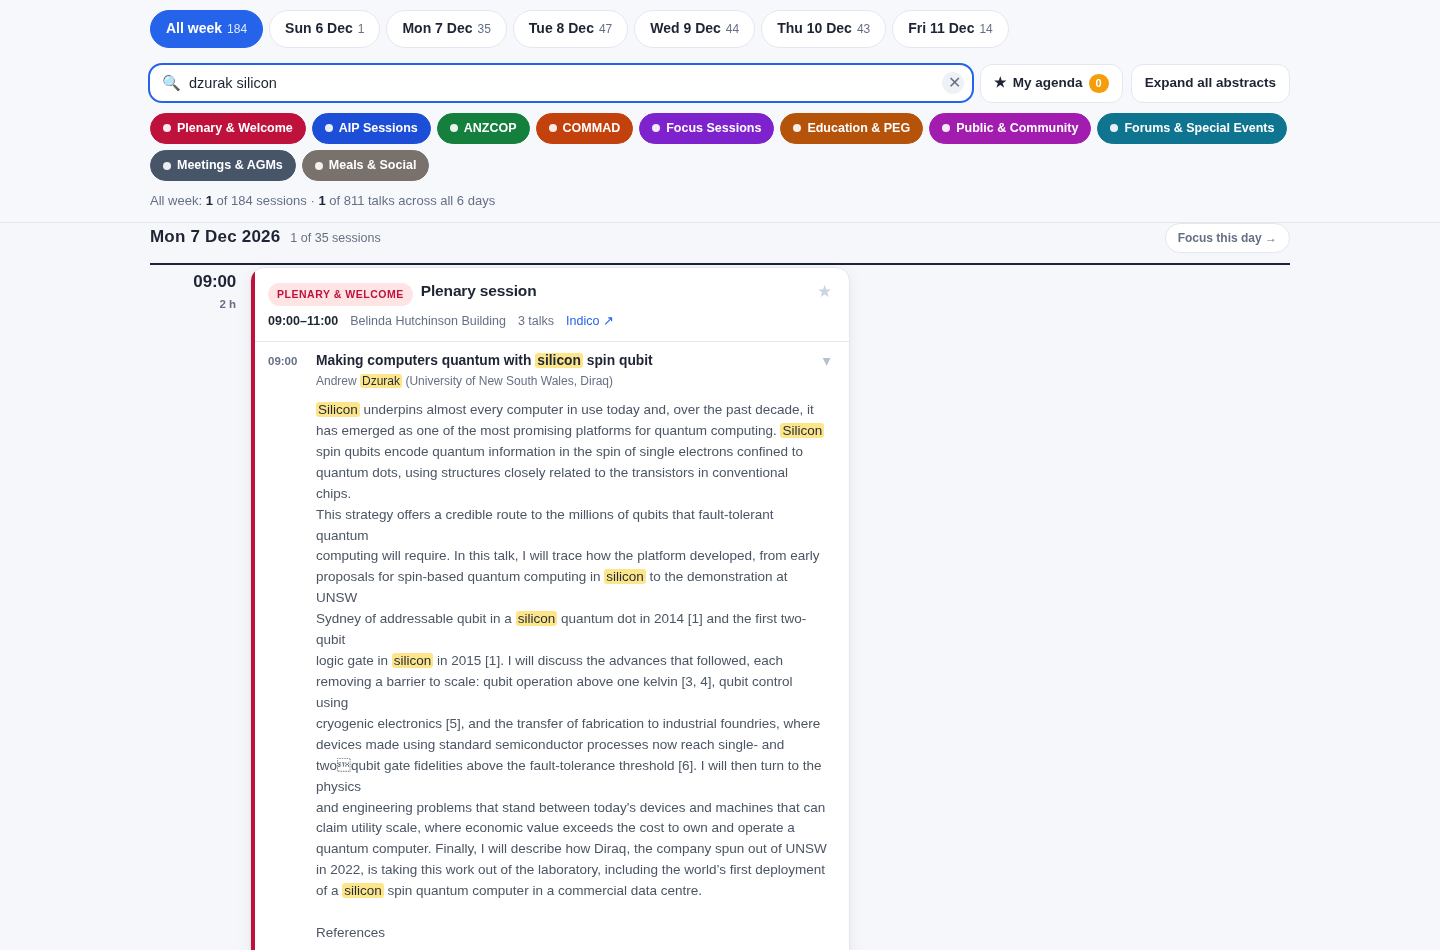 All week 184 Sun 6 Dec 1 Mon 7 Dec 35 Tue 8 Dec 47 Wed 9 Dec 44 Thu 10 Dec 43 Fri 11 Dec 14
dzurak silicon ✕ ★ My agenda 0 Expand all abstracts
Plenary & Welcome AIP Sessions ANZCOP COMMAD Focus Sessions Education & PEG Public & Community Forums & Special Events
Meetings & AGMs Meals & Social
All week: 1 of 184 sessions · 1 of 811 talks across all 6 days
Mon 7 Dec 2026 1 of 35 sessions Focus this day →
09:00 PLENARY & WELCOME Plenary session ★
2 h
09:00–11:00 Belinda Hutchinson Building 3 talks Indico ↗
09:00 Making computers quantum with silicon spin qubit ▼
Andrew Dzurak (University of New South Wales, Diraq)
Silicon underpins almost every computer in use today and, over the past decade, it
has emerged as one of the most promising platforms for quantum computing. Silicon
spin qubits encode quantum information in the spin of single electrons confined to
quantum dots, using structures closely related to the transistors in conventional
chips.
This strategy offers a credible route to the millions of qubits that fault-tolerant
quantum
computing will require. In this talk, I will trace how the platform developed, from early
proposals for spin-based quantum computing in silicon to the demonstration at
UNSW
Sydney of addressable qubit in a silicon quantum dot in 2014 [1] and the first two-
qubit
logic gate in silicon in 2015 [1]. I will discuss the advances that followed, each
removing a barrier to scale: qubit operation above one kelvin [3, 4], qubit control
using
cryogenic electronics [5], and the transfer of fabrication to industrial foundries, where
devices made using standard semiconductor processes now reach single- and
twoqubit gate fidelities above the fault-tolerance threshold [6]. I will then turn to the
physics
and engineering problems that stand between today's devices and machines that can
claim utility scale, where economic value exceeds the cost to own and operate a
quantum computer. Finally, I will describe how Diraq, the company spun out of UNSW
in 2022, is taking this work out of the laboratory, including the world's first deployment
of a silicon spin quantum computer in a commercial data centre.
References